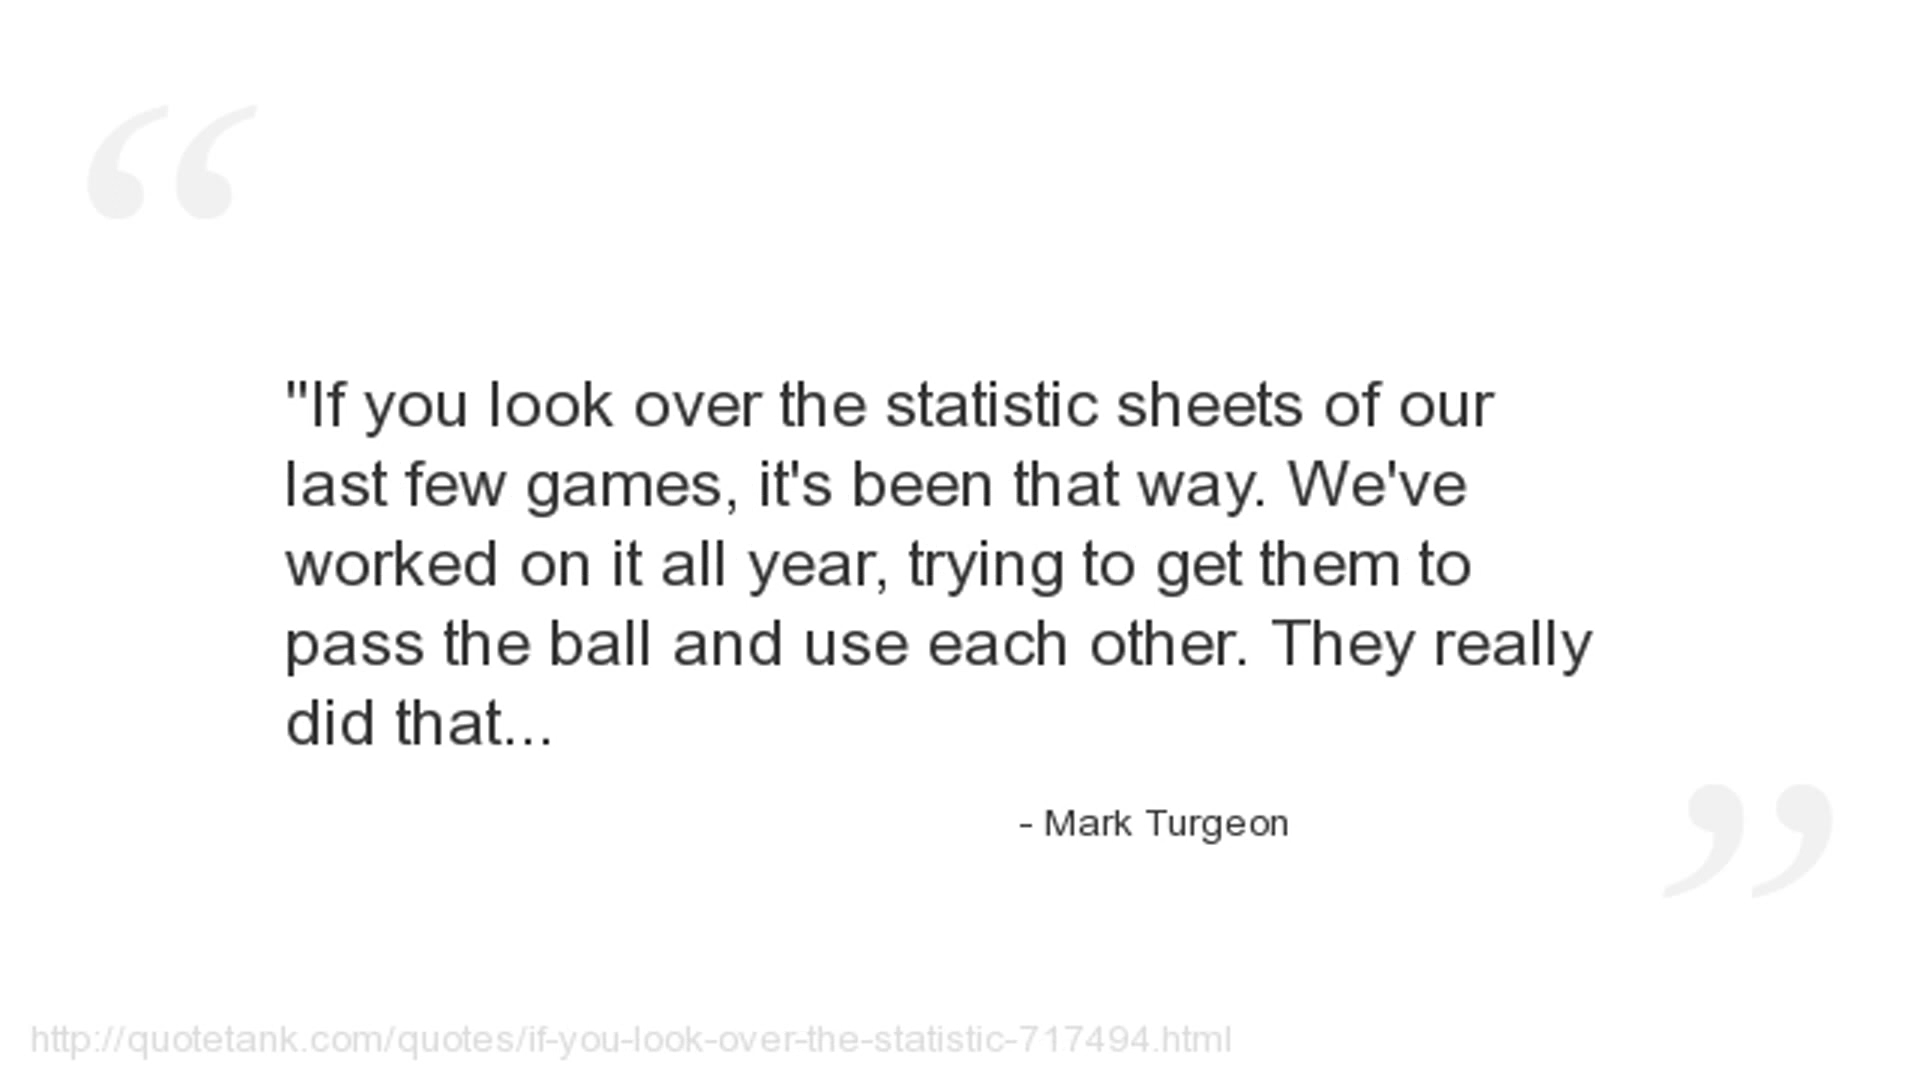 "If you look over the statistic sheets of our
last few games, it's been that way. We've
worked on it all year, trying to get them to
pass the ball and use each other. They really
did that...
- Mark Turgeon
http://quotetank.com/quotes/if-you-look-over-the-statistic-717494.html